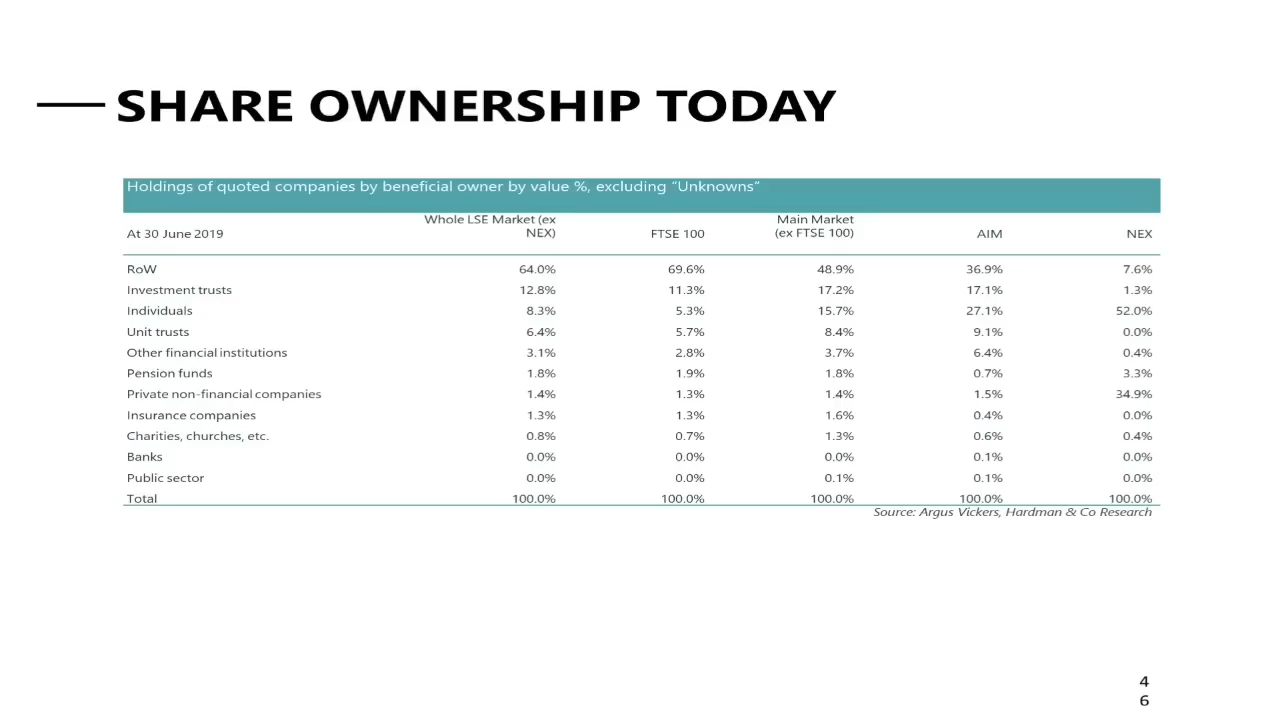 SHARE OWNERSHIP TODAY
Holdings of quoted companies by beneficial owner by value %, excluding “Unknowns”
At 30 June 2019 Whole LSE Market (ex NEX) FTSE 100 Main Market (ex FTSE 100) AIM NEX
RoW 64.0% 69.6% 48.9% 36.9% 7.6%
Investment trusts 12.8% 11.3% 17.2% 17.1% 1.3%
Individuals 8.3% 5.3% 15.7% 27.1% 52.0%
Unit trusts 6.4% 5.7% 8.4% 9.1% 0.0%
Other financial institutions 3.1% 2.8% 3.7% 6.4% 0.4%
Pension funds 1.8% 1.9% 1.8% 0.7% 3.3%
Private non-financial companies 1.4% 1.3% 1.4% 1.5% 34.9%
Insurance companies 1.3% 1.3% 1.6% 0.4% 0.0%
Charities, churches, etc. 0.8% 0.7% 1.3% 0.6% 0.4%
Banks 0.0% 0.0% 0.0% 0.1% 0.0%
Public sector 0.0% 0.0% 0.1% 0.1% 0.0%
Total 100.0% 100.0% 100.0% 100.0% 100.0%
Source: Argus Vickers, Hardman & Co Research
4
6